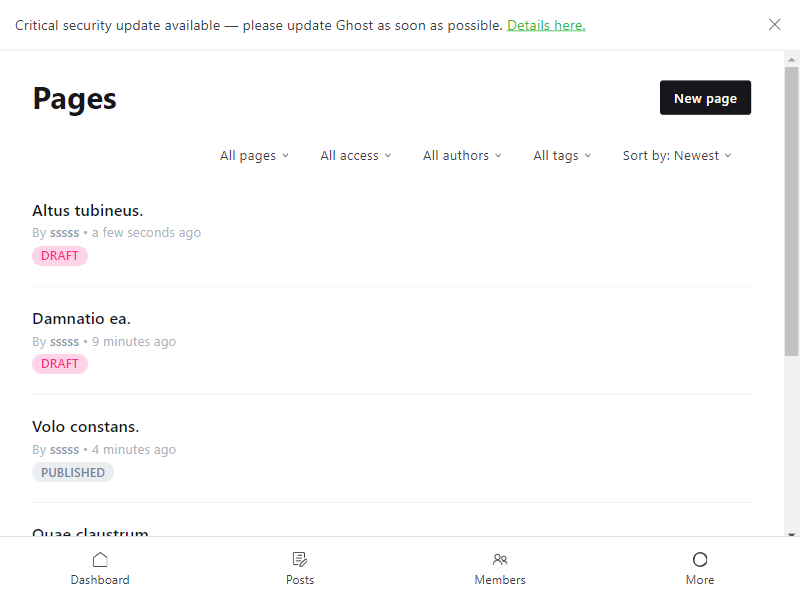 Critical security update available — please update Ghost as soon as possible. Details here.
Pages
New page
All pages
All access
All authors
All tags
Sort by: Newest
Altus tubineus.
By sssss • a few seconds ago
DRAFT
Damnatio ea.
By sssss • 9 minutes ago
DRAFT
Volo constans.
By sssss • 4 minutes ago
PUBLISHED
Quae claustrum
Dashboard
Posts
Members
More